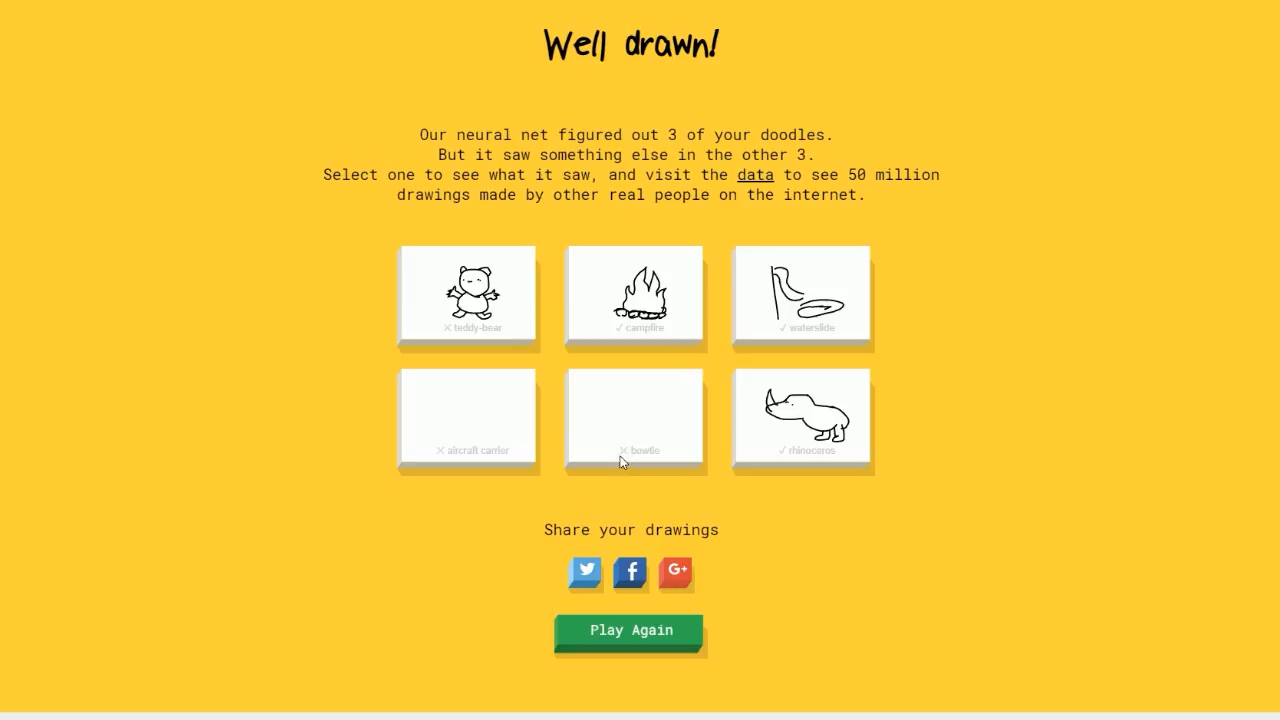 Well drawn!
Our neural net figured out 3 of your doodles.
But it saw something else in the other 3.
Select one to see what it saw, and visit the data to see 50 million
drawings made by other real people on the internet.
✕ teddy-bear
✓ campfire
✓ waterslide
✕ aircraft carrier
✕ bowtie
✓ rhinoceros
Share your drawings
f
G+
Play Again